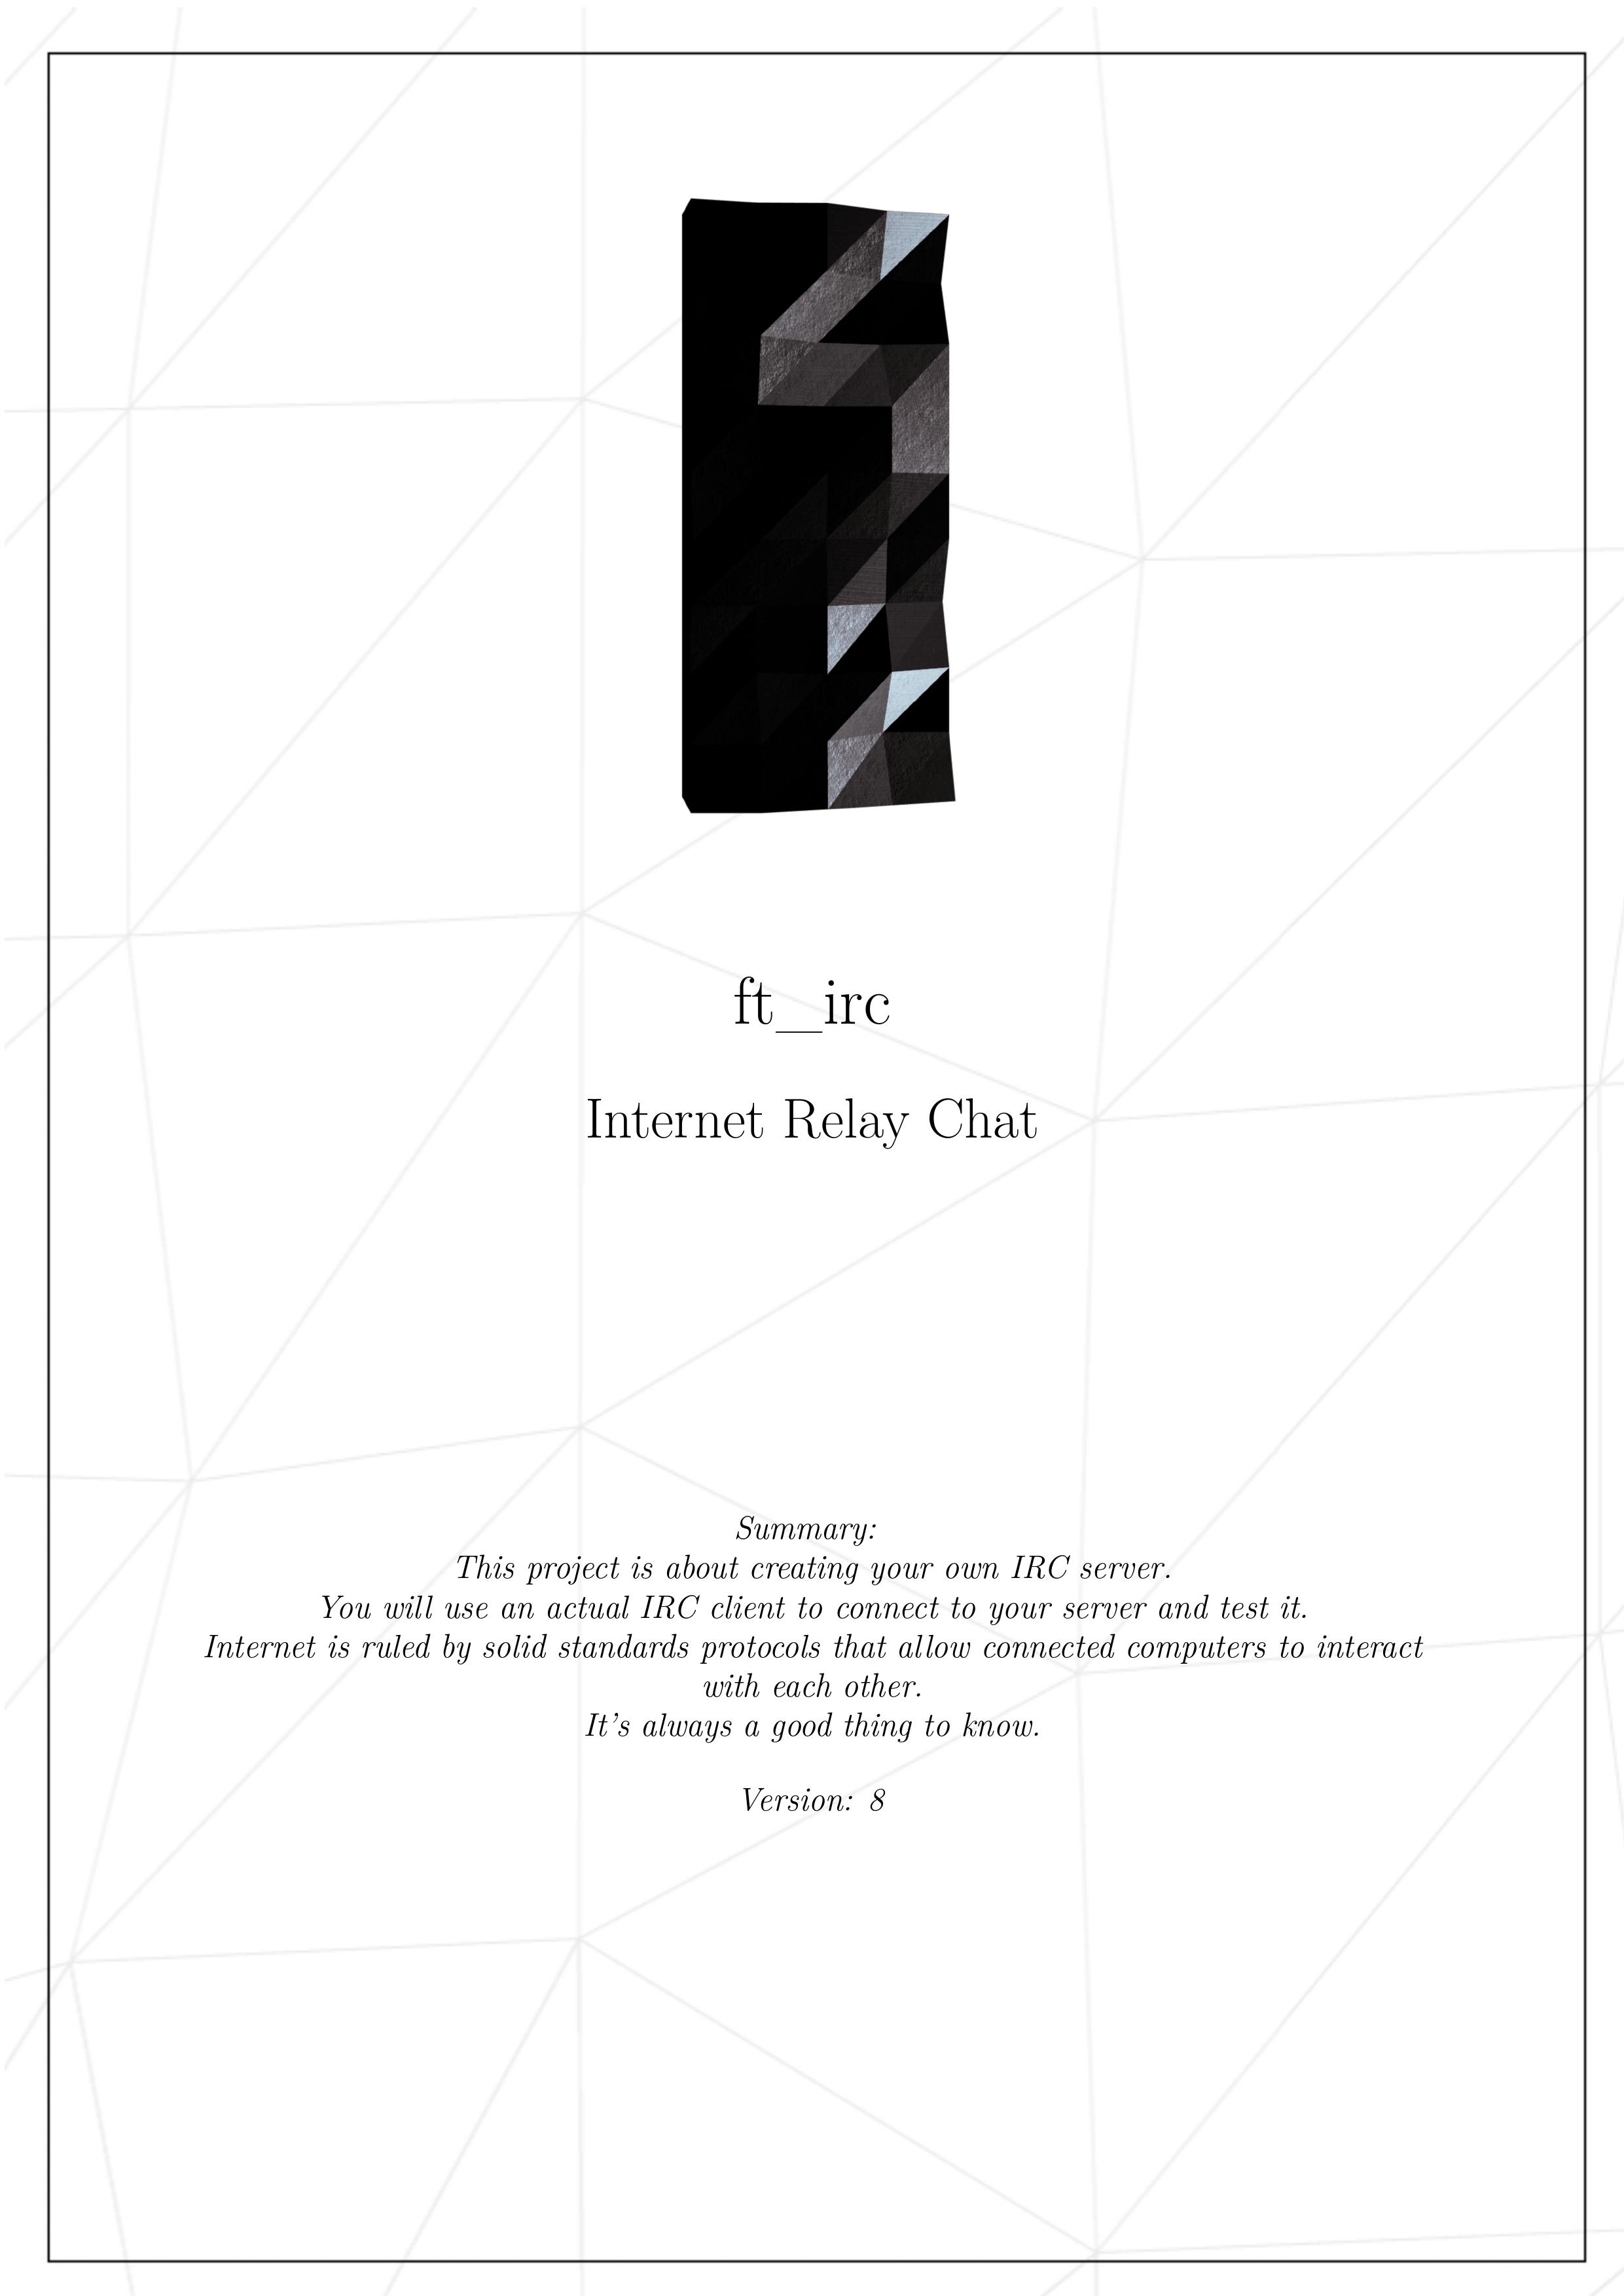 ft_irc
Internet Relay Chat
Summary:
This project is about creating your own IRC server.
You will use an actual IRC client to connect to your server and test it.
Internet is ruled by solid standards protocols that allow connected computers to interact
with each other.
It's always a good thing to know.
Version: 8